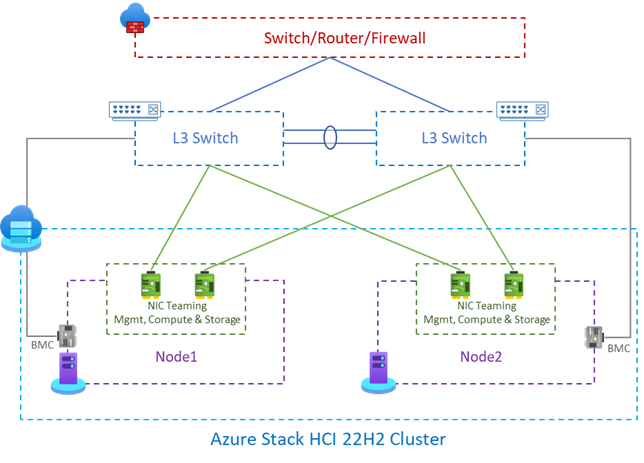 Switch/Router/Firewall
L3 Switch
L3 Switch
NIC Teaming
Mgmt, Compute & Storage
NIC Teaming
Mgmt, Compute & Storage
BMC
Node1
Node2
BMC
Azure Stack HCI 22H2 Cluster